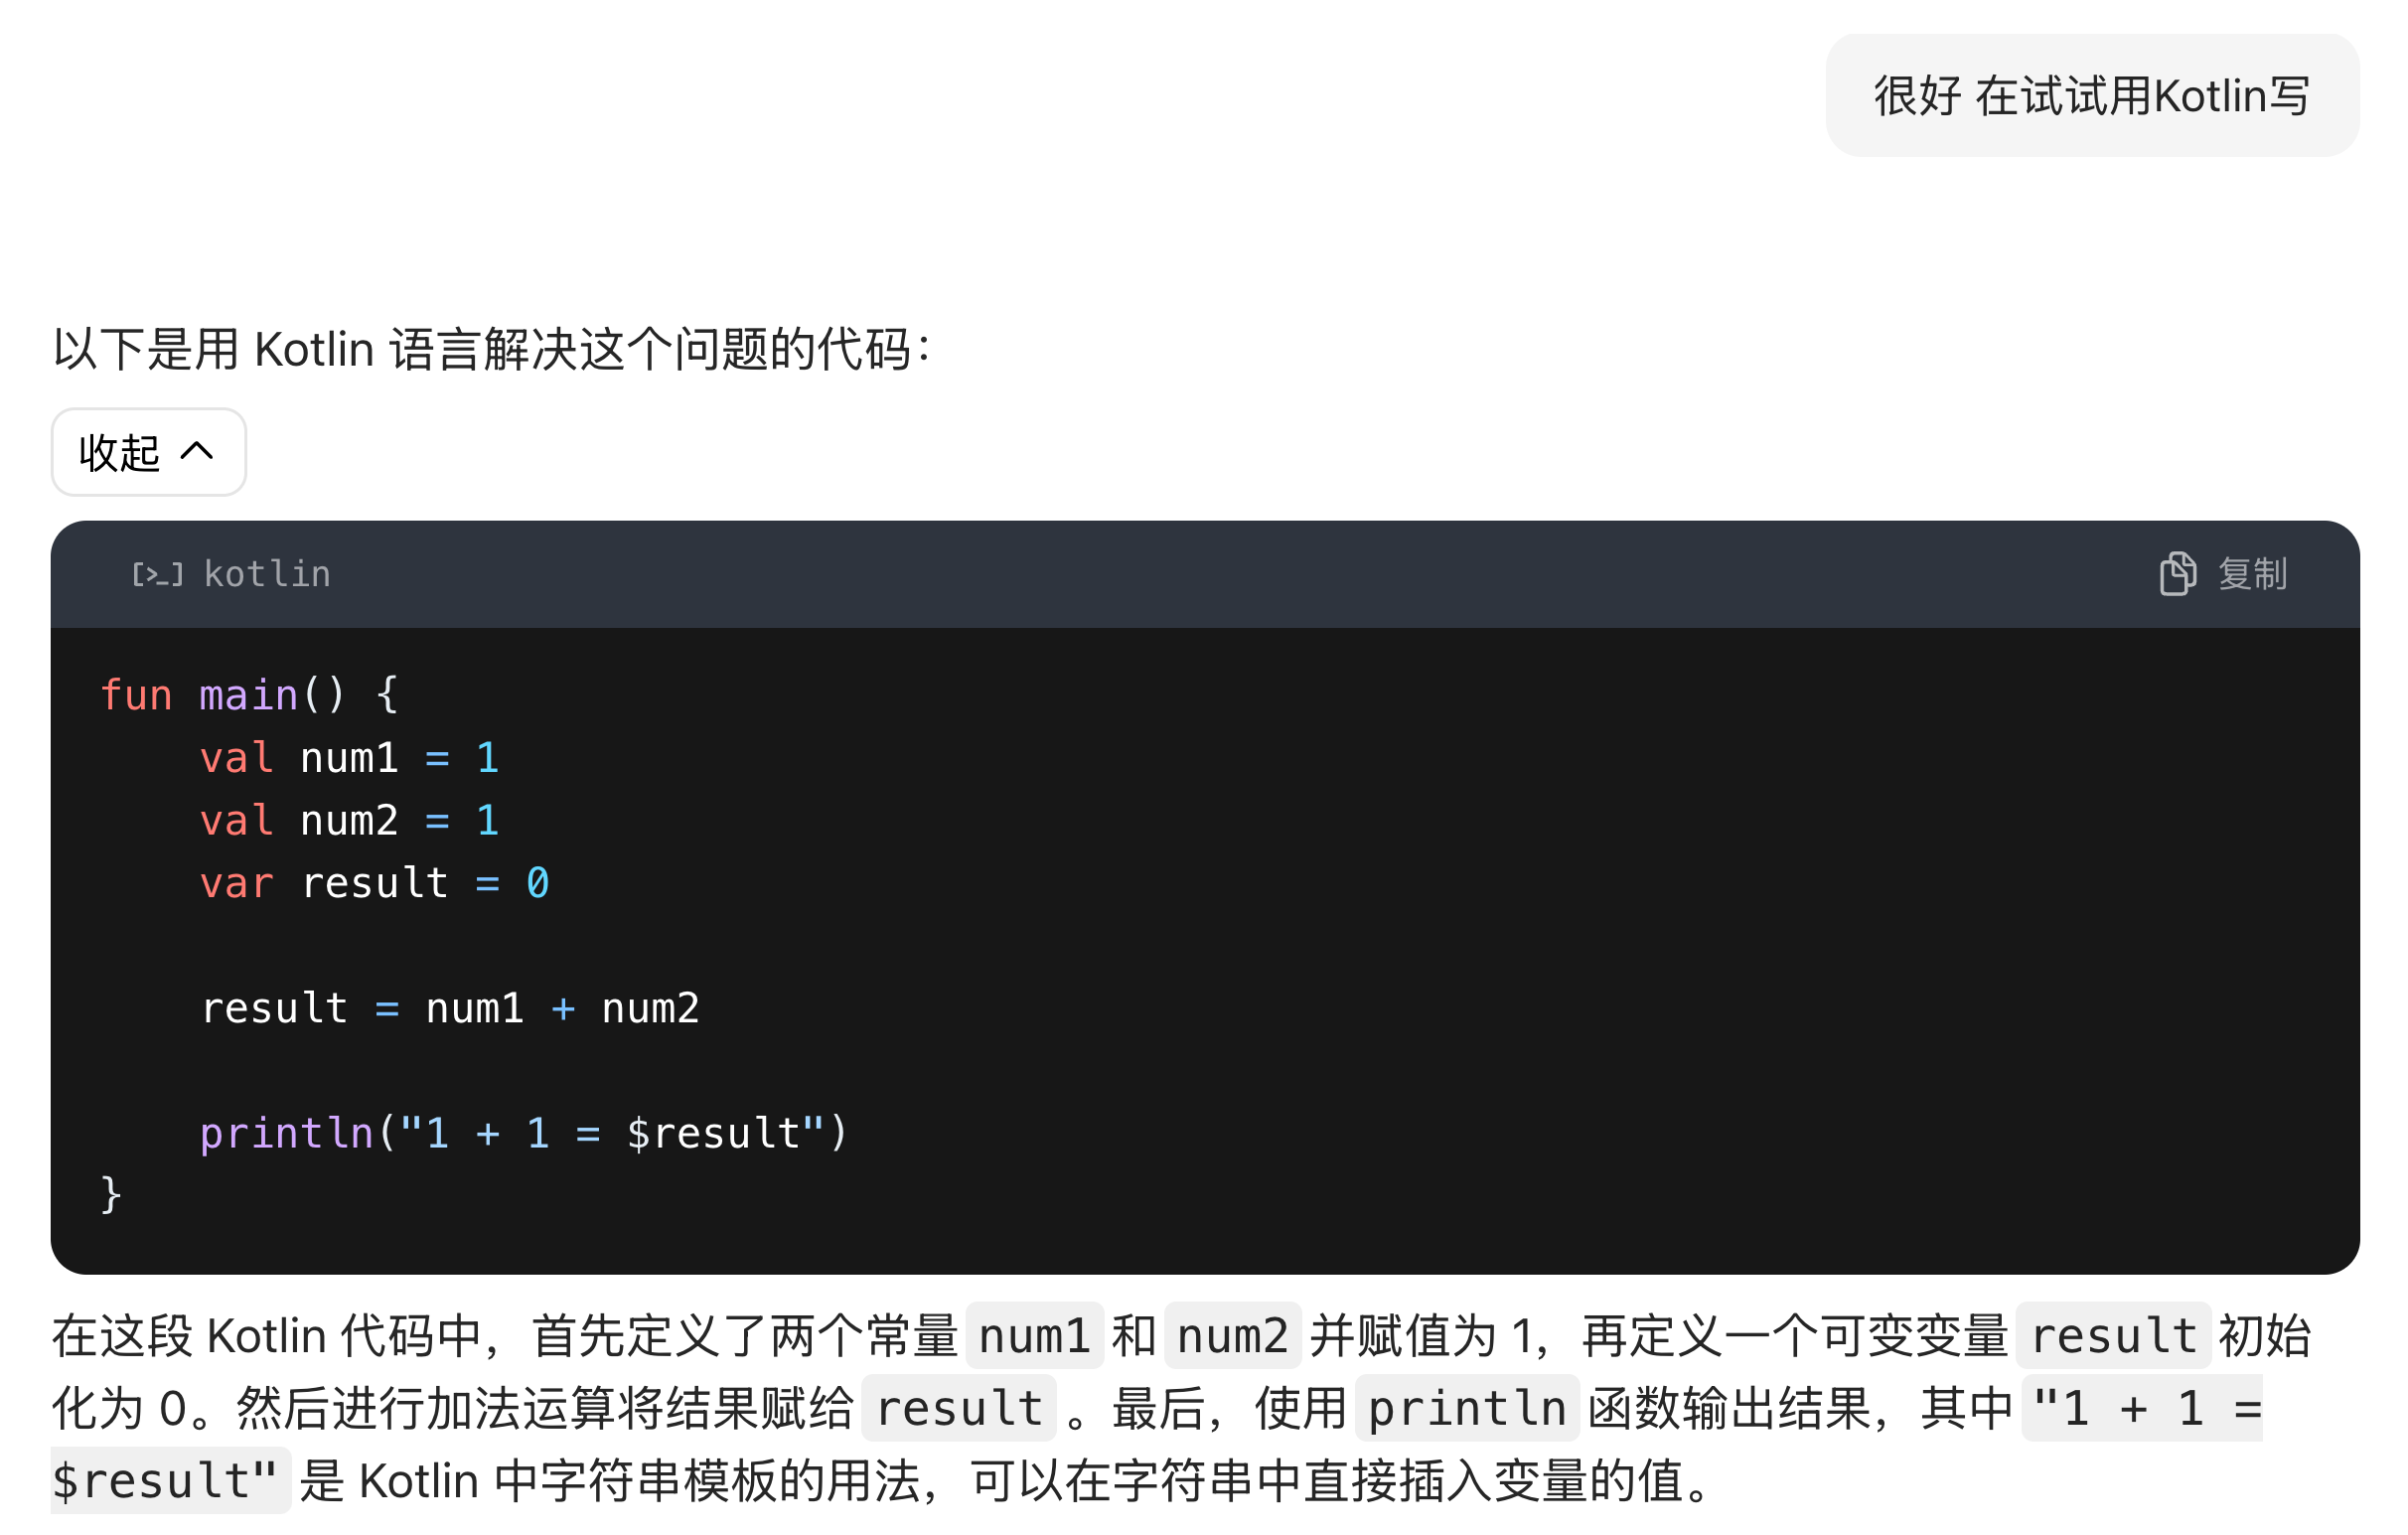 很好 在试试用Kotlin写
以下是用 Kotlin 语言解决这个问题的代码：
收起
kotlin
复制
fun main() {
    val num1 = 1
    val num2 = 1
    var result = 0

    result = num1 + num2

    println("1 + 1 = $result")
}
在这段 Kotlin 代码中，首先定义了两个常量 num1 和 num2 并赋值为 1，再定义一个可变变量 result 初始
化为 0。然后进行加法运算将结果赋给 result 。最后，使用 println 函数输出结果，其中 "1 + 1 =
$result" 是 Kotlin 中字符串模板的用法，可以在字符串中直接插入变量的值。